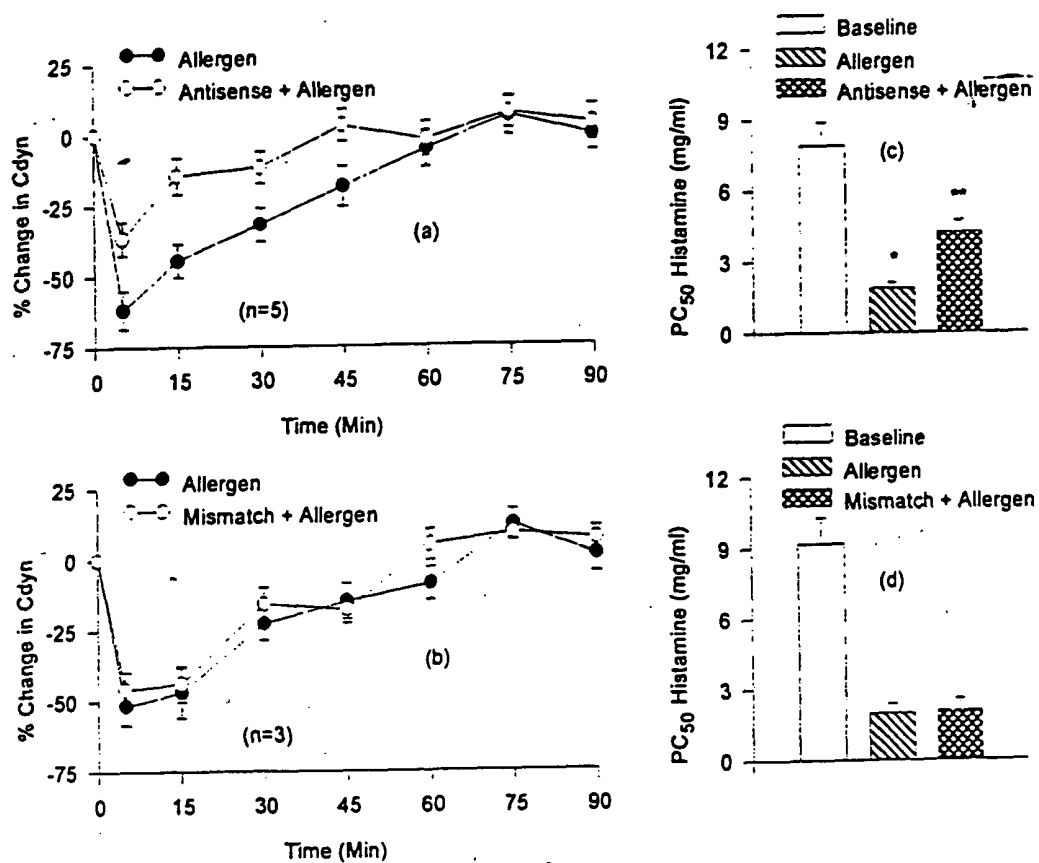 Allergen
Antisense + Allergen
% Change in Cdyn
25
0
-25
-50
-75
(a)
(n=5)
0 15 30 45 60 75 90
Time (Min)
Baseline
Allergen
Antisense + Allergen
PC50 Histamine (mg/ml)
12
9
6
3
0
(c)
*
**
Allergen
Mismatch + Allergen
% Change in Cdyn
25
0
-25
-50
-75
(b)
(n=3)
0 15 30 45 60 75 90
Time (Min)
Baseline
Allergen
Mismatch + Allergen
PC50 Histamine (mg/ml)
12
9
6
3
0
(d)